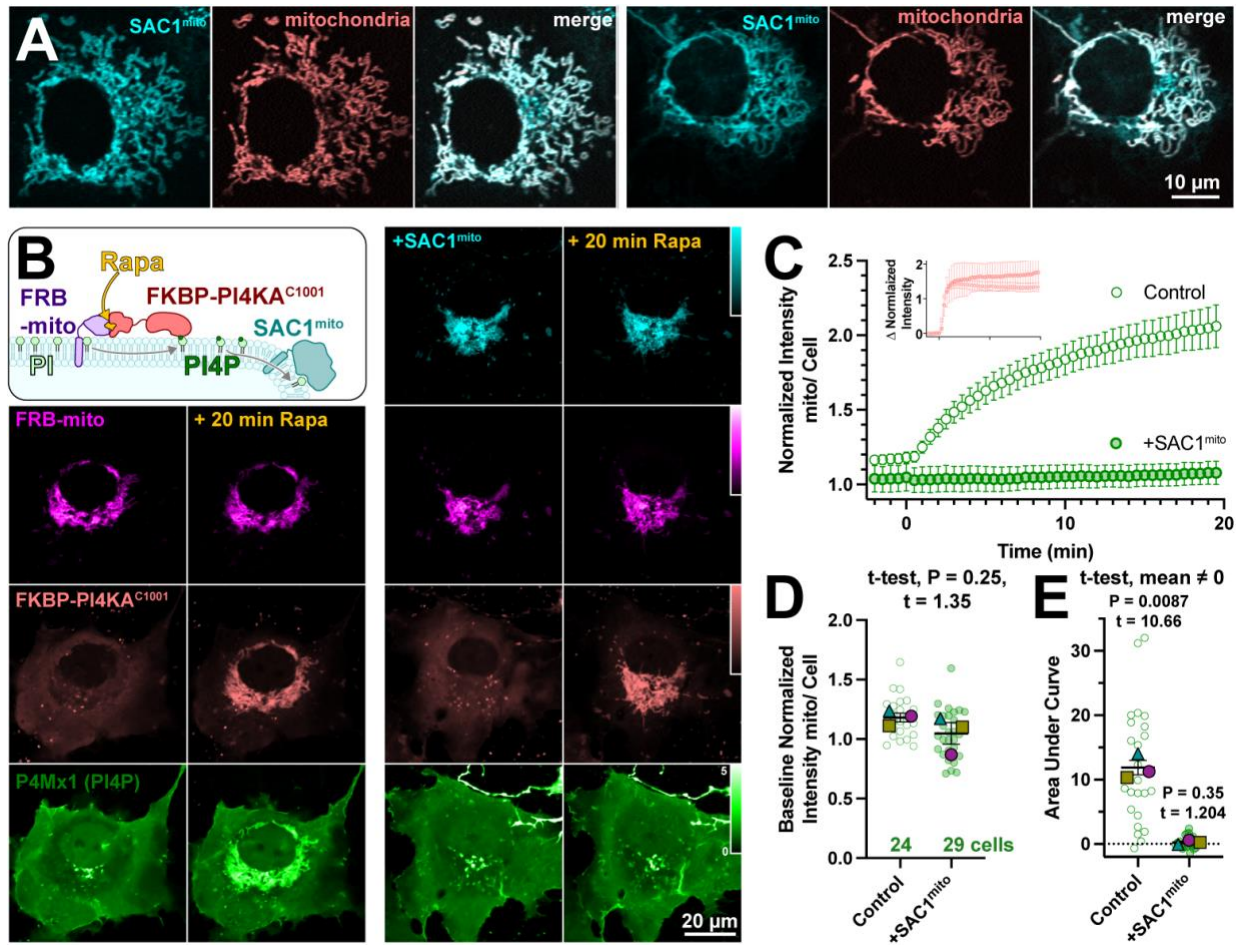 A
SAC1mito
mitochondria
merge
SAC1mito
mitochondria
merge
10 µm
B
Rapa
FRB
-mito
FKBP-PI4KAC1001
SAC1mito
PI
PI4P
+SAC1mito
+ 20 min Rapa
FRB-mito
+ 20 min Rapa
FKBP-PI4KAC1001
P4Mx1 (PI4P)
5
0
20 µm
C
Normalized Intensity
mito/ Cell
2.5
2.0
1.5
1.0
0
10
20
Time (min)
Δ Normlaized
Intensity
2
1
0
Control
+SAC1mito
D
t-test, P = 0.25,
t = 1.35
Baseline Normalized
Intensity mito/ Cell
2.0
1.5
1.0
0.5
0.0
24
29 cells
Control
+SAC1mito
E
t-test, mean ≠ 0
P = 0.0087
t = 10.66
Area Under Curve
30
20
10
0
P = 0.35
t = 1.204
Control
+SAC1mito